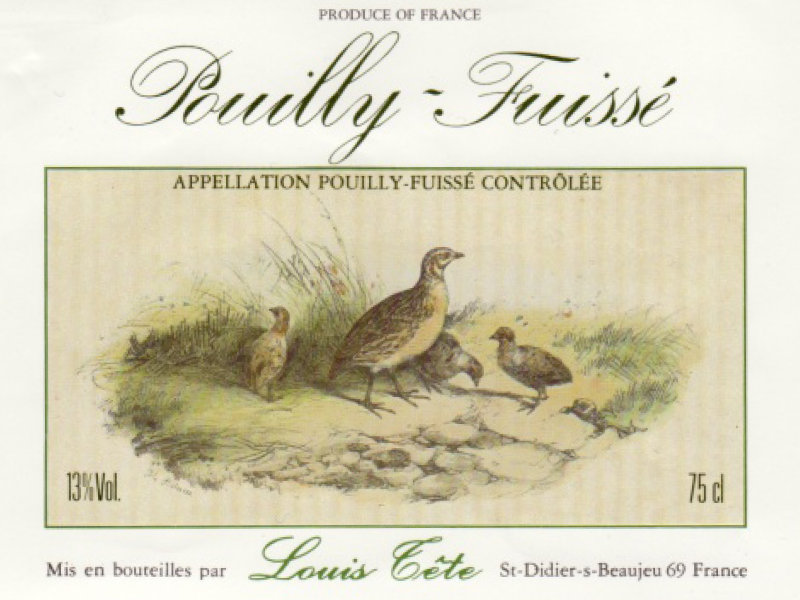 PRODUCE OF FRANCE
Pouilly-Fuissé
APPELLATION POUILLY-FUISSÉ CONTRÔLÉE
13% Vol.
75 cl
Mis en bouteilles par Louis Tête St-Didier-s-Beaujeu 69 France